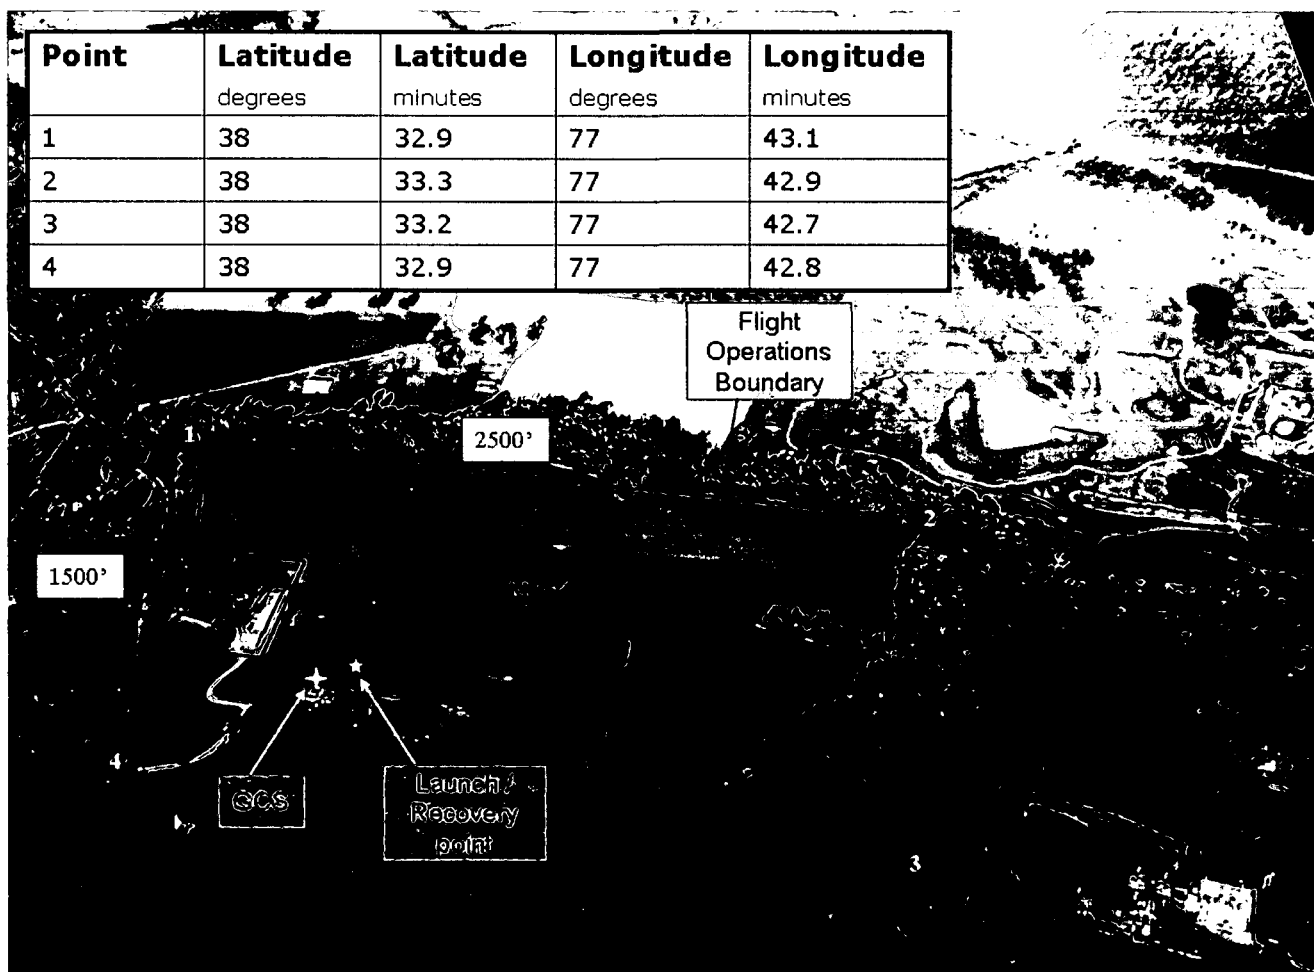 Point Latitude Latitude Longitude Longitude
degrees minutes degrees minutes
1 38 32.9 77 43.1
2 38 33.3 77 42.9
3 38 33.2 77 42.7
4 38 32.9 77 42.8
Flight
Operations
Boundary
1
2500'
2
1500'
4
GCS
Launch /
Recovery
point
3